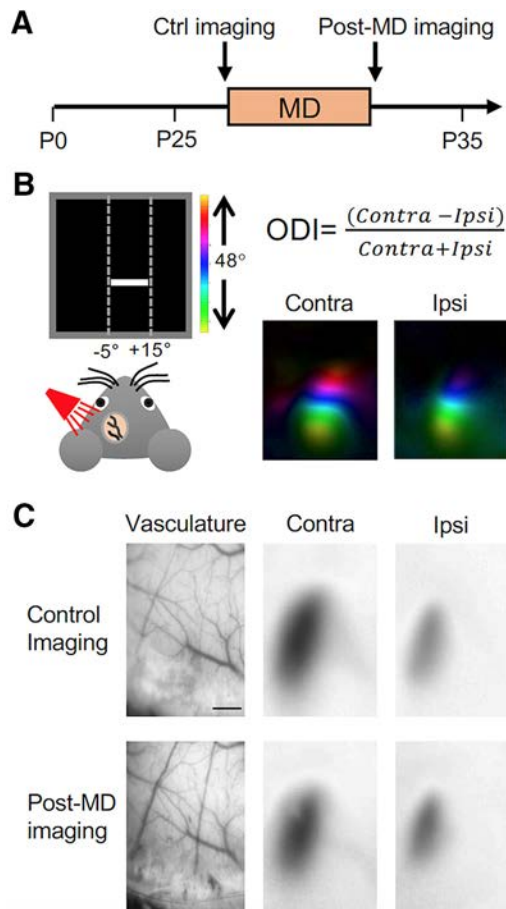 A
Ctrl imaging Post-MD imaging
MD
P0 P25 P35
B
48°
-5° +15°
ODI= (Contra −Ipsi)
Contra+Ipsi
Contra Ipsi
C
Vasculature Contra Ipsi
Control
Imaging
Post-MD
imaging